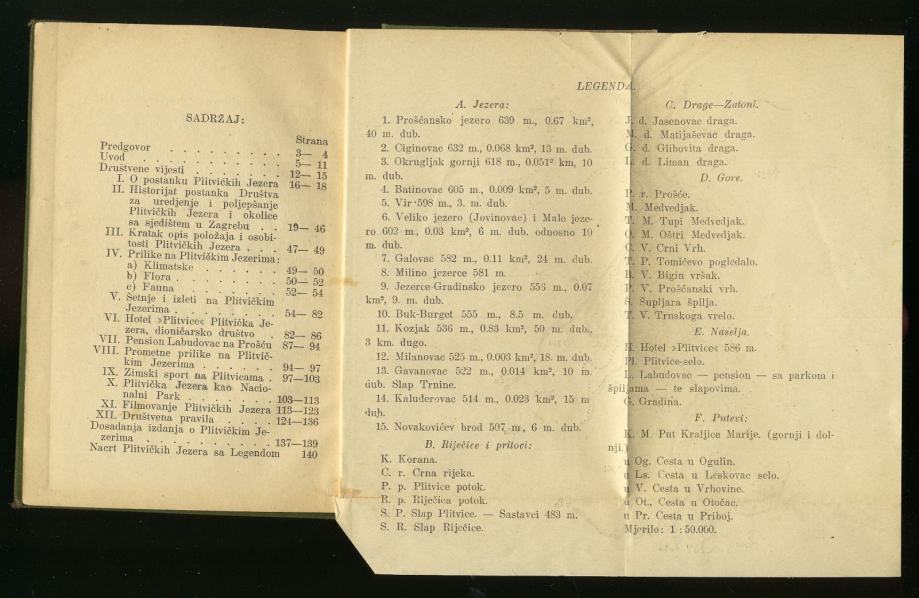 SADRŽAJ:
Strana
Predgovor . . . . . . . . 3— 4
Uvod . . . . . . . . . 5— 11
Društvene vijesti . . . . . . 12— 15
I. O postanku Plitvičkih Jezera 16— 18
II. Historijat postanka Društva
za uredjenje i poljepšanje
Plitvičkih Jezera i okolice
sa sjedištem u Zagrebu . . 19— 46
III. Kratak opis položaja i osobi-
tosti Plitvičkih Jezera . . . 47— 49
IV. Prilike na Plitvičkim Jezerima:
a) Klimatske . . . . . . 49— 50
b) Flora . . . . . . . 50— 52
c) Fauna . . . . . . . 52— 54
V. Šetnje i izleti na Plitvičkim
Jezerima . . . . . . . 54— 82
VI. Hotel »Plitvice« Plitvička Je-
zera, dioničarsko društvo . 82— 86
VII. Pension Labudovac na Prošću 87— 94
VIII. Prometne prilike na Plitvič-
kim Jezerima . . . . . . 94— 97
IX. Zimski sport na Plitvicama . 97—103
X. Plitvička Jezera kao Nacio-
nalni Park . . . . . . . 103—113
XI. Filmovanje Plitvičkih Jezera 113—123
XII. Društvena pravila . . . . 124—136
Dosadanja izdanja o Plitvičkim Je-
zerima . . . . . . . . . 137—139
Nacrt Plitvičkih Jezera sa Legendom 140
LEGENDA.
A. Jezera:
1. Prošćansko jezero 639 m., 0.67 km²,
40 m. dub.
2. Ciginovac 632 m., 0.068 km², 13 m. dub.
3. Okrugljak gornji 618 m., 0.051² km, 10
m. dub.
4. Batinovac 605 m., 0.009 km², 5 m. dub.
5. Vir 598 m., 3. m. dub.
6. Veliko jezero (Jovinovac) i Malo jeze-
ro 602 m., 0.03 km², 6 m. dub. odnosno 10
m. dub.
7. Galovac 582 m., 0.11 km², 24 m. dub.
8. Milino jezerce 581 m.
9. Jezerce-Gradinsko jezero 553 m., 0.07
km², 9. m. dub.
10. Buk-Burget 555 m., 8.5 m. dub.
11. Kozjak 536 m., 0.83 km², 50 m. dub.,
3 km. dugo.
12. Milanovac 525 m., 0.003 km², 18. m. dub.
13. Gavanovac 522 m., 0.014 km², 10 m.
dub. Slap Trnine.
14. Kaluđerovac 514 m., 0.023 km², 15 m
dub.
15. Novakovićev brod 507 m., 6 m. dub.
B. Riječice i pritoci:
K. Korana.
C. r. Crna rijeka.
P. p. Plitvice potok.
R. p. Riječica potok.
S. P. Slap Plitvice. — Sastavci 483 m.
S. R. Slap Riječice.
C. Drage—Zatoni.
J. d. Jasenovac draga.
M. d. Matijaševac draga.
G. d. Glibovita draga.
L. d. Liman draga.
D. Gore.
P. r. Prošće.
M. Medvedjak.
T. M. Tupi Medvedjak.
O. M. Oštri Medvedjak.
C. V. Crni Vrh.
T. P. Tomićevo pogledalo.
B. V. Bigin vršak.
P. V. Prošćanski vrh.
S. Supljara špilja.
T. V. Trnskoga vrelo.
E. Naselja.
H. Hotel »Plitvice« 586 m.
Pl. Plitvice-selo.
L. Labudovac — pension — sa parkom i
špiljama — te slapovima.
G. Gradina.
F. Putevi:
K. M. Put Kraljice Marije. (gornji i dol-
nji.)
u Og. Cesta u Ogulin.
u Ls. Cesta u Leskovac selo.
u V. Cesta u Vrhovine.
u Ot., Cesta u Otočac.
u Pr. Cesta u Priboj.
Mjerilo: 1 : 50.000.